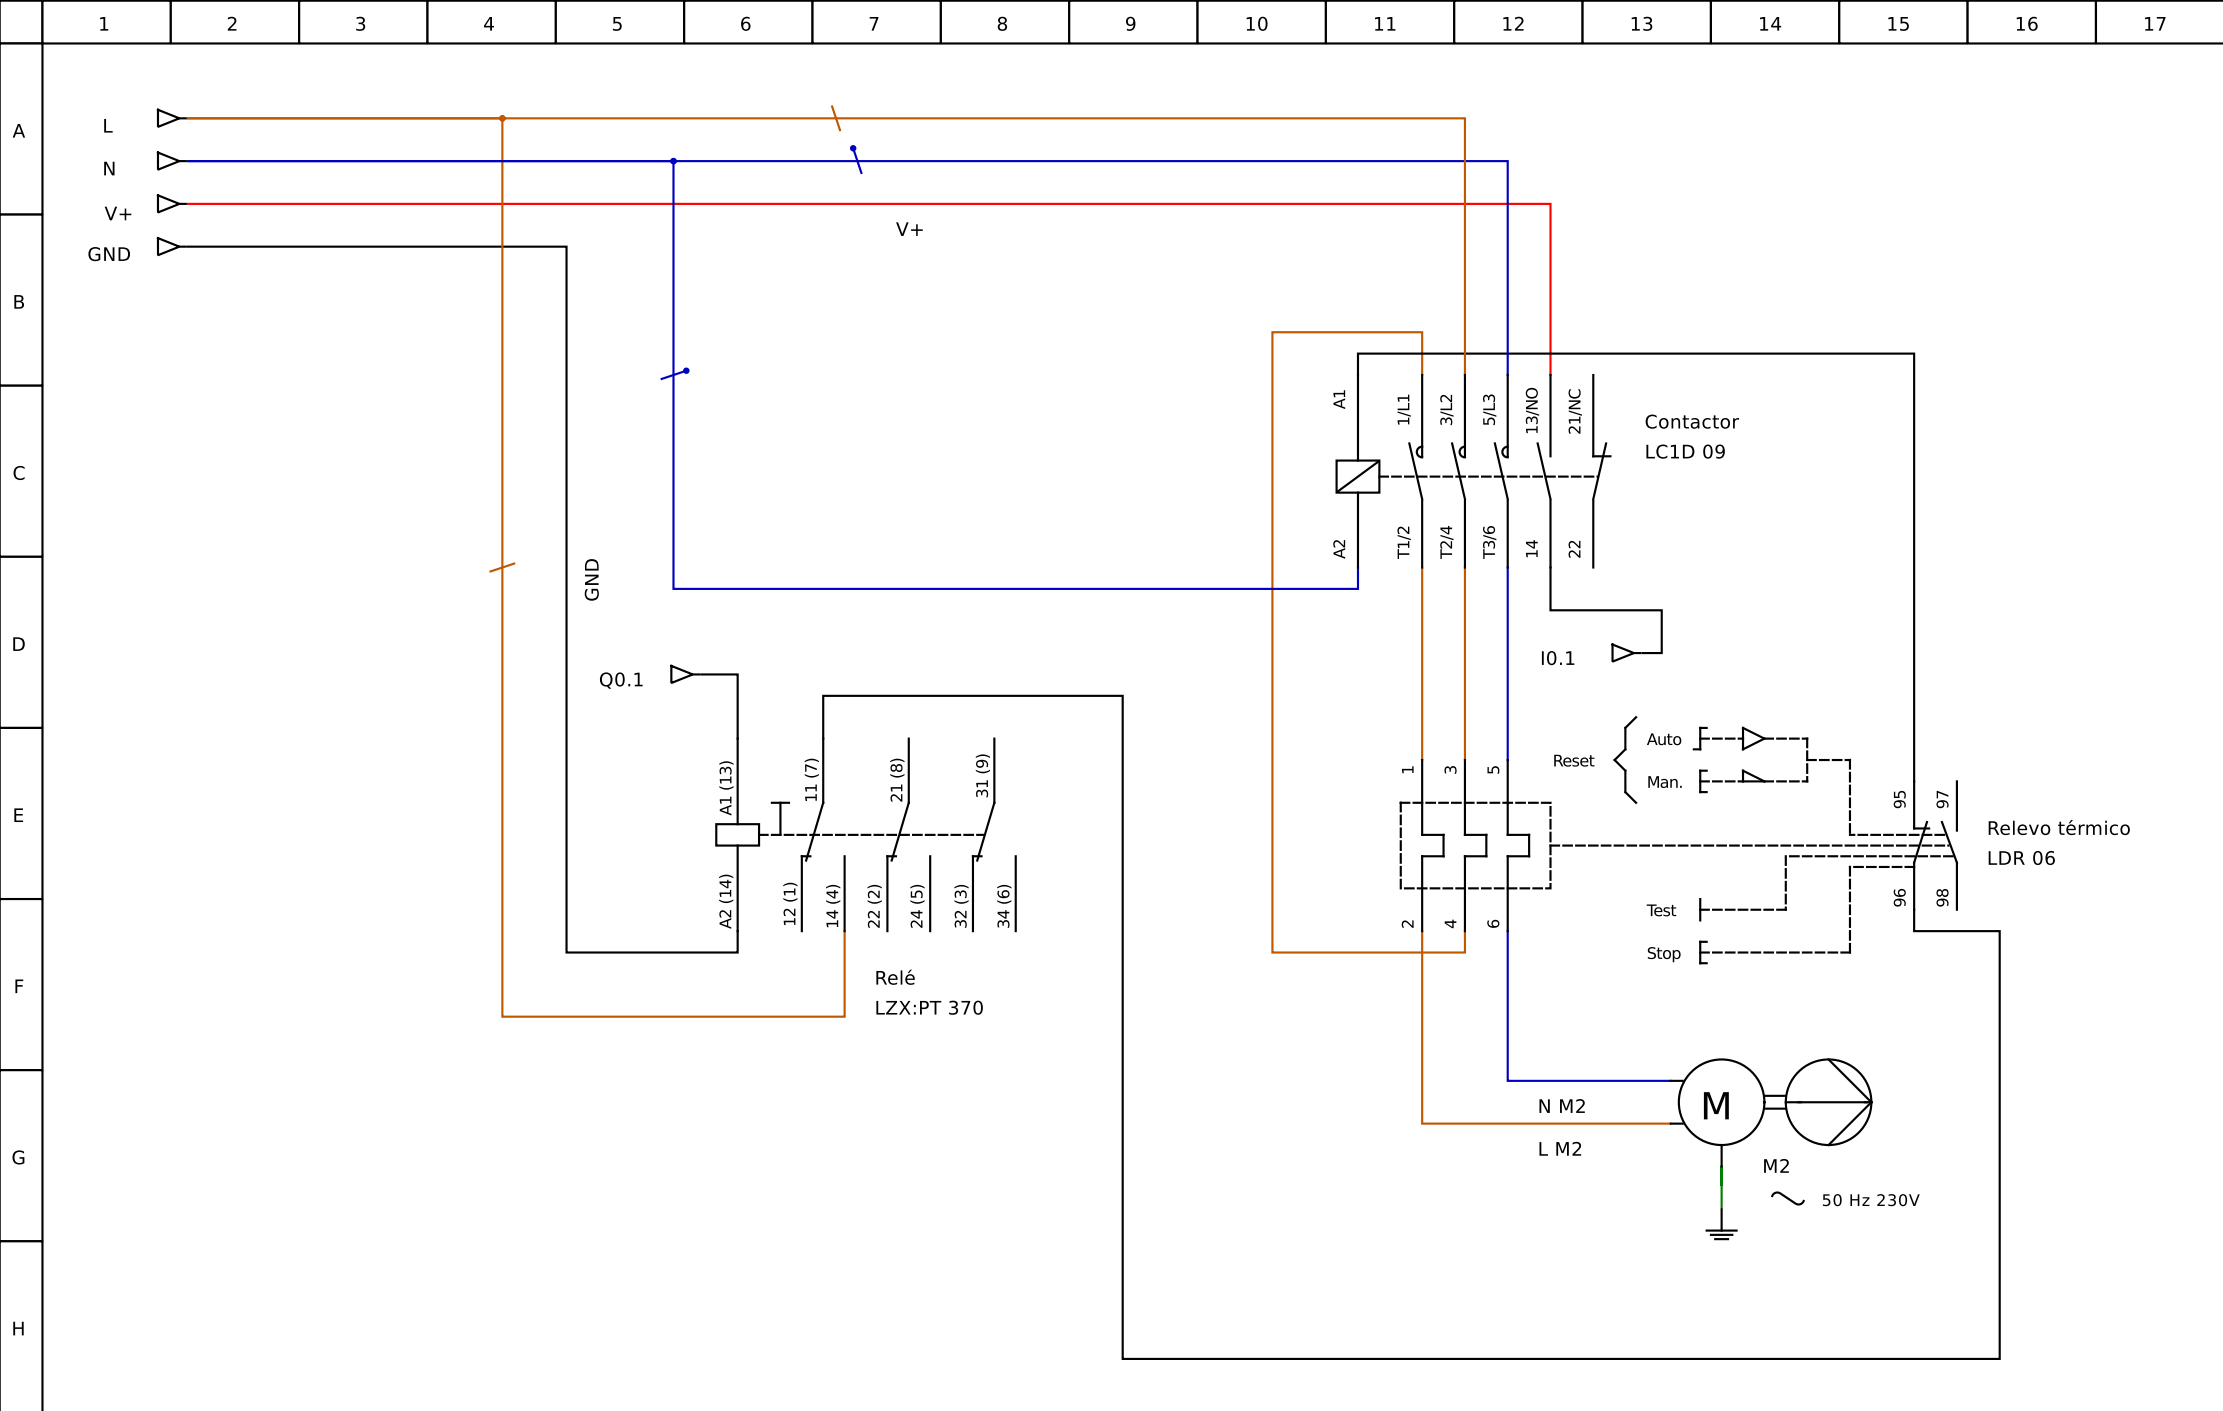 1 2 3 4 5 6 7 8 9 10 11 12 13 14 15 16 17
A
B
C
D
E
F
G
H
L
N
V+
GND
V+
GND
A1
1/L1
3/L2
5/L3
13/NO
21/NC
Contactor
LC1D 09
A2
T1/2
T2/4
T3/6
14
22
I0.1
Q0.1
A1 (13)
11 (7)
21 (8)
31 (9)
A2 (14)
12 (1)
14 (4)
22 (2)
24 (5)
32 (3)
34 (6)
Relé
LZX:PT 370
1
3
5
2
4
6
Reset
Auto
Man.
Test
Stop
95
97
96
98
Relevo térmico
LDR 06
N M2
L M2
M
M2
50 Hz 230V